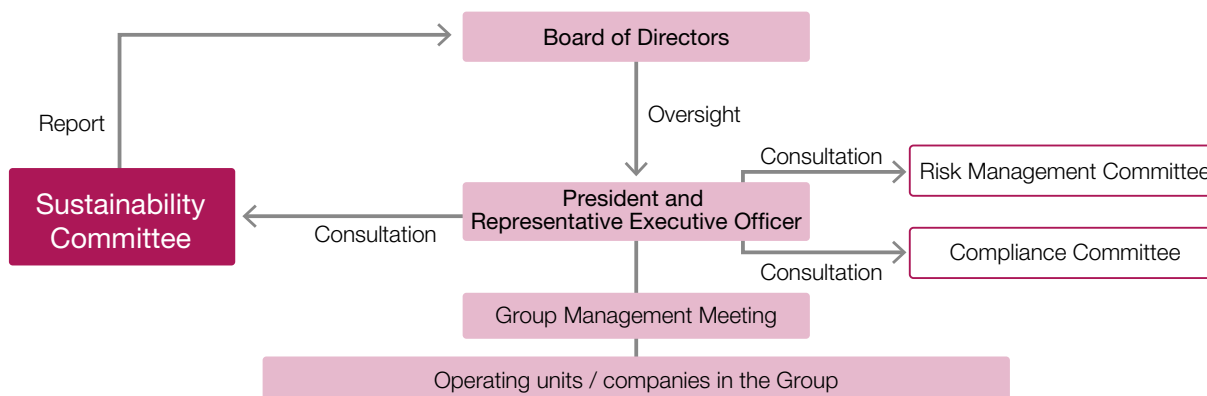 Board of Directors
Report
Oversight
Consultation
Risk Management Committee
Sustainability
Committee
President and
Representative Executive Officer
Consultation
Compliance Committee
Consultation
Group Management Meeting
Operating units / companies in the Group